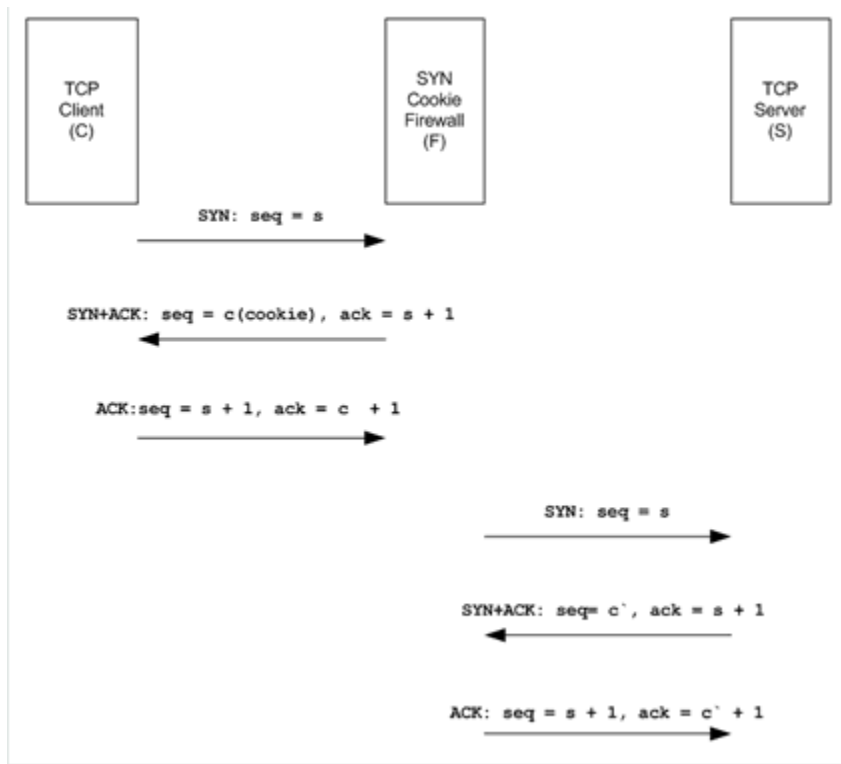 TCP
Client
(C)
SYN
Cookie
Firewall
(F)
TCP
Server
(S)
SYN: seq = s
SYN+ACK: seq = c(cookie), ack = s + 1
ACK:seq = s + 1, ack = c  + 1
SYN: seq = s
SYN+ACK: seq= c`, ack = s + 1
ACK: seq = s + 1, ack = c` + 1